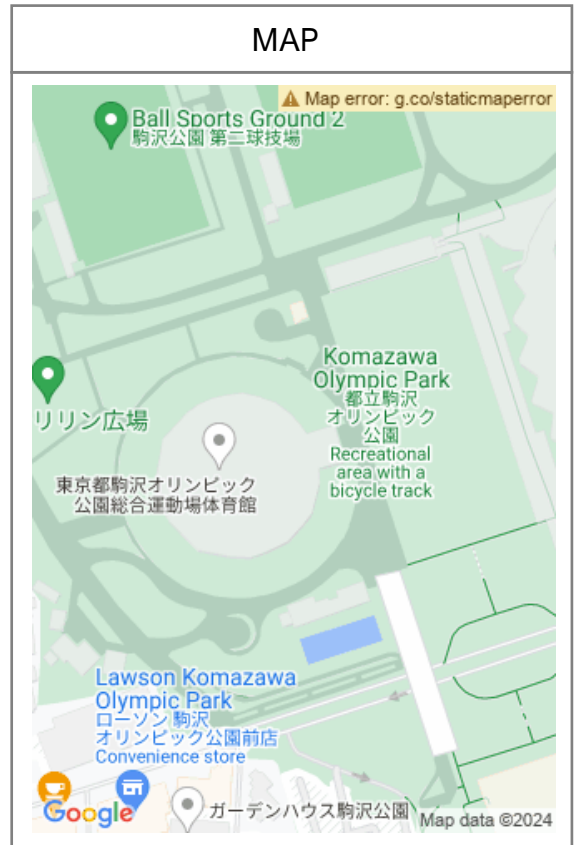 MAP
Map error: g.co/staticmaperror
Ball Sports Ground 2
駒沢公園 第二球技場
Komazawa
Olympic Park
都立駒沢
オリンピック
公園
Recreational
area with a
bicycle track
リリン広場
東京都駒沢オリンピック
公園総合運動場体育館
Lawson Komazawa
Olympic Park
ローソン 駒沢
オリンピック公園前店
Convenience store
Google
ガーデンハウス駒沢公園
Map data ©2024